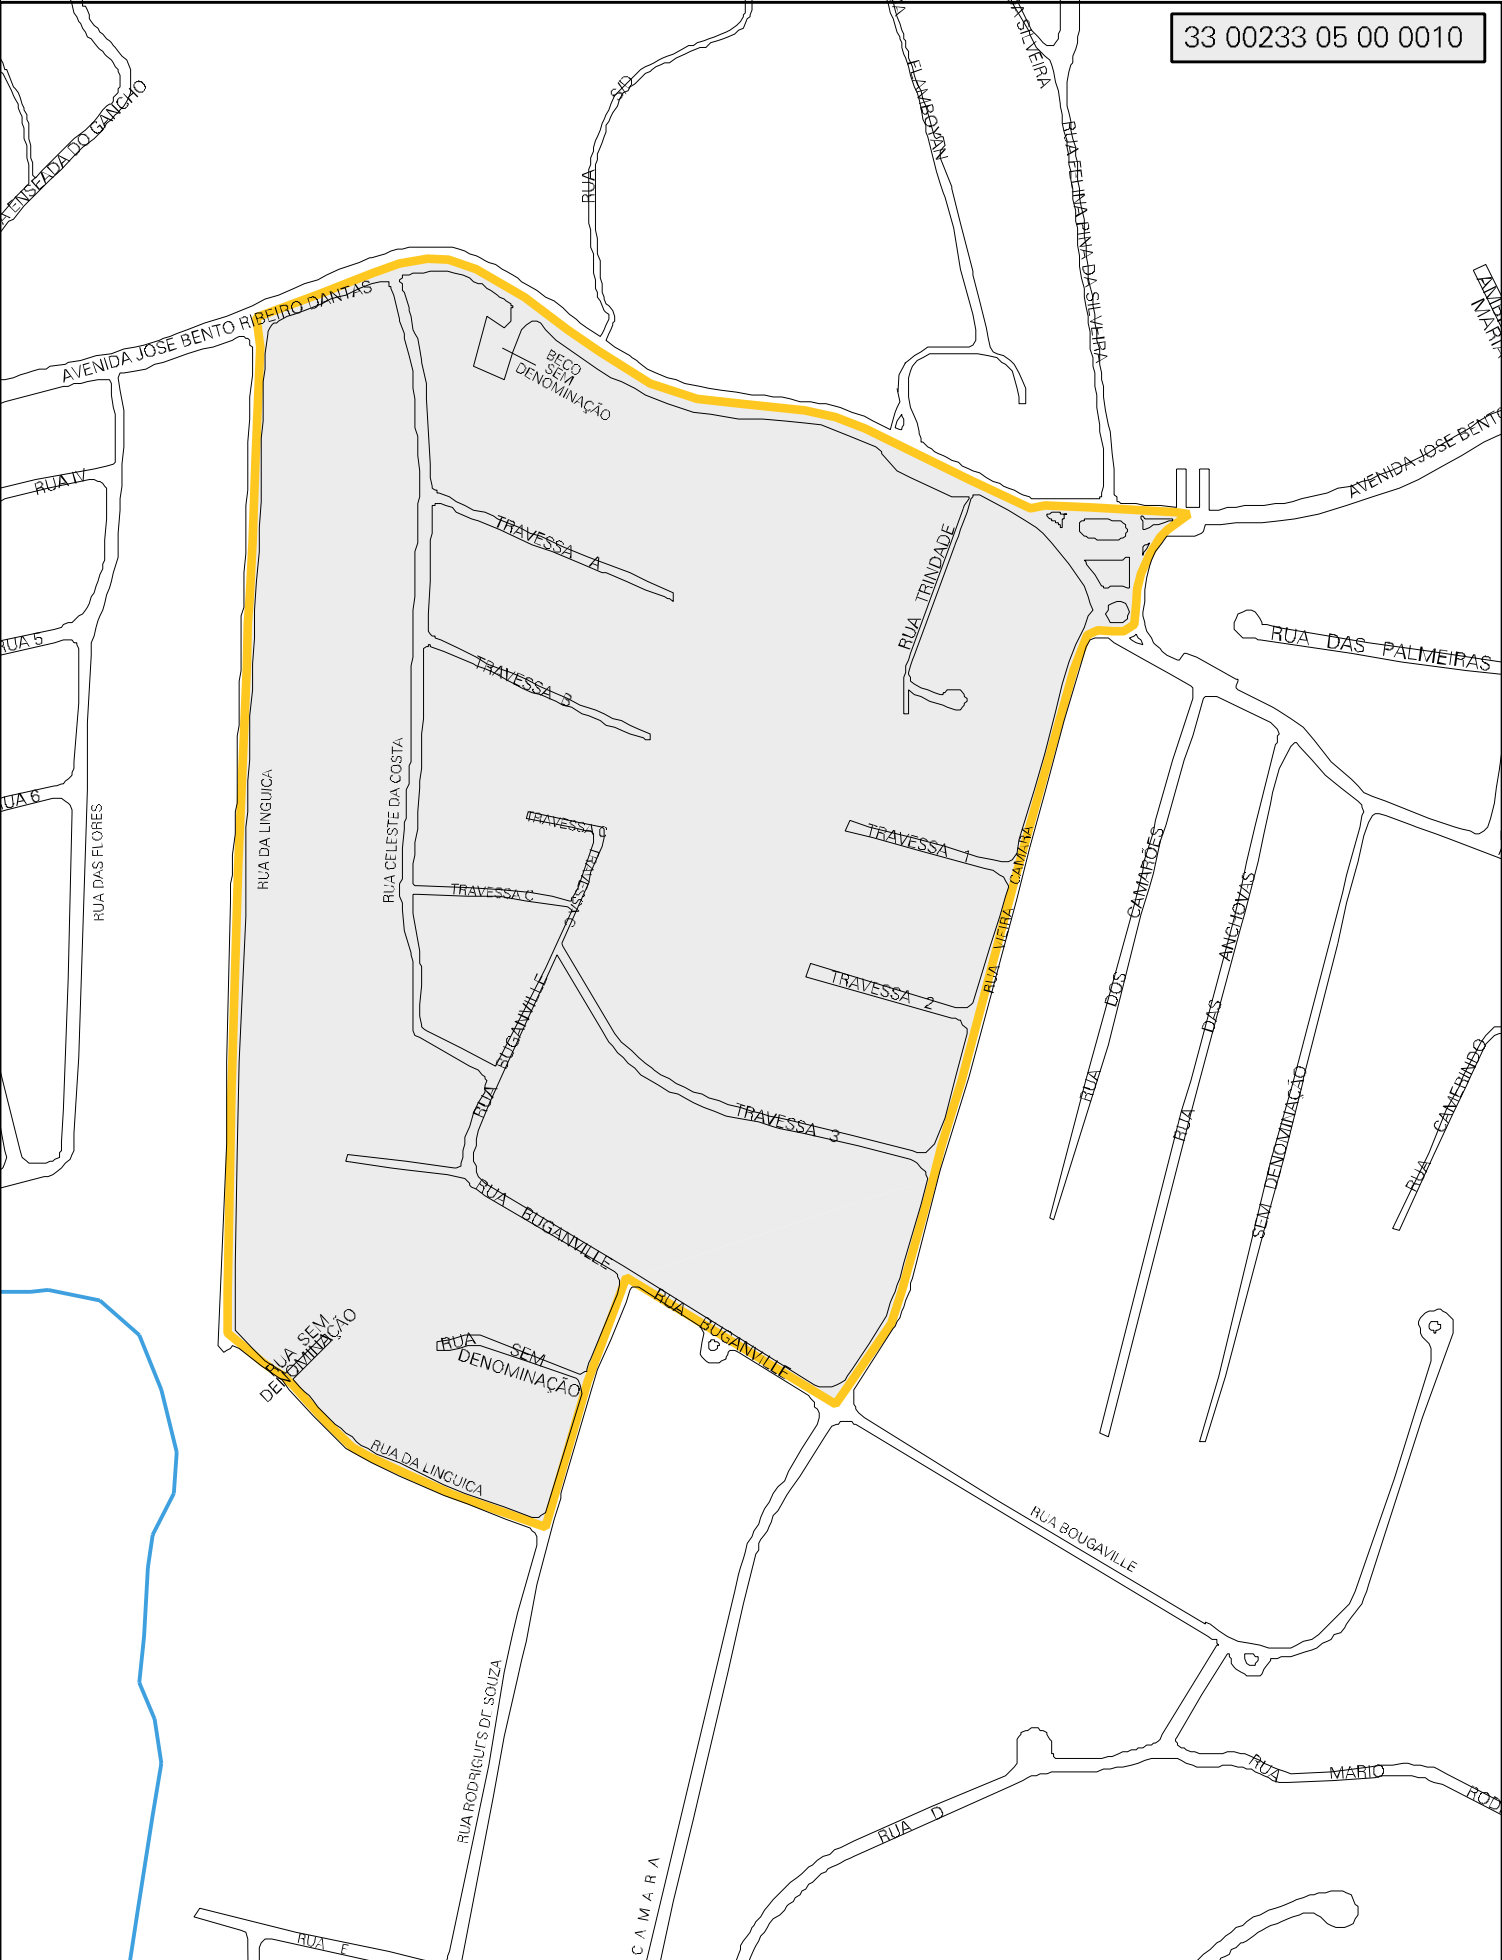 33 00233 05 00 0010
ENSEADA DO GANCHO
RUA S/D
FLAMBOYAN
SILVEIRA
RUA FELINA PINA DA SILVEIRA
MARIA
AVENIDA JOSE BENTO RIBEIRO DANTAS
AVENIDA JOSE BENTO
BECO
SEM
DENOMINAÇÃO
RUA IV
TRAVESSA A
RUA TRINDADE
RUA 5
RUA DAS PALMEIRAS
TRAVESSA B
RUA 6
RUA DAS FLORES
RUA DA LINGUICA
RUA CELESTE DA COSTA
TRAVESSA C
TRAVESSA C
TRAVESSA C
TRAVESSA 1
RUA VIEIRA CAMARA
RUA DOS CAMARÕES
RUA DAS ANCHOVAS
TRAVESSA 2
RUA BUGANVILLE
TRAVESSA 3
SEM DENOMINAÇÃO
RUA CAMERINDO
RUA BUGANVILLE
RUA BUGANVILLE
RUA SEM
DENOMINAÇÃO
RUA SEM
DENOMINAÇÃO
RUA DA LINGUICA
RUA BOUGAVILLE
RUA RODRIGUES DE SOUZA
CAMARA
RUA D
RUA MARIO ROD
RUA E